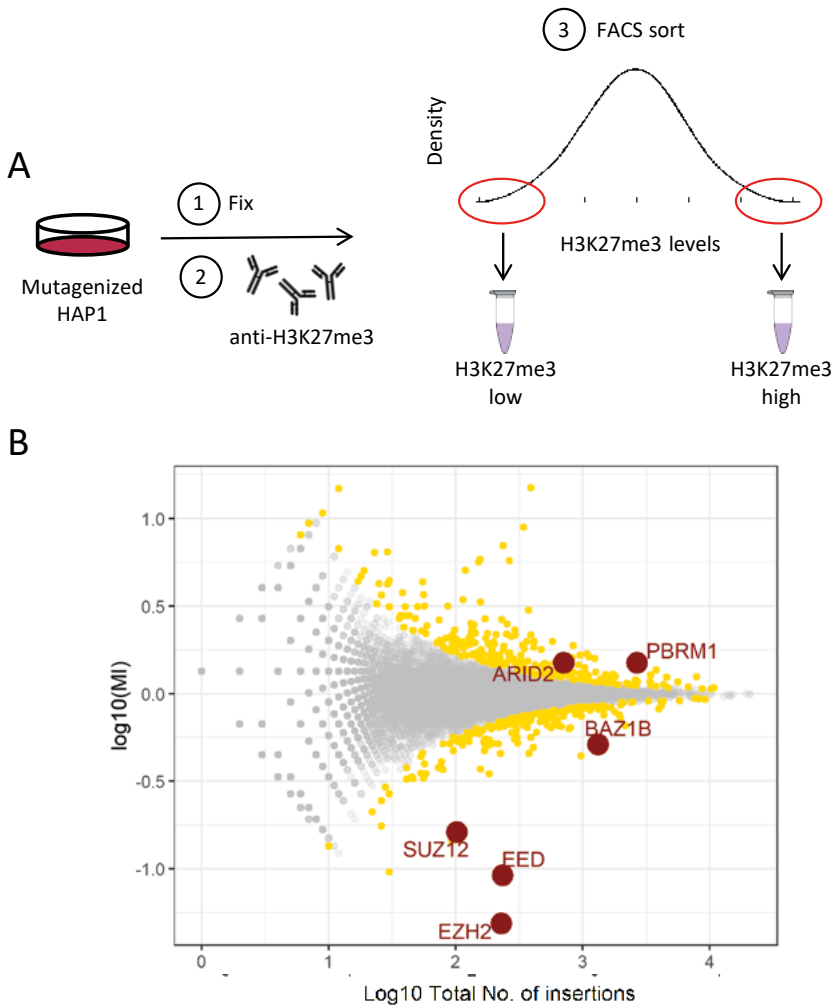 A
3 FACS sort
Density
1 Fix
2
anti-H3K27me3
Mutagenized
HAP1
H3K27me3 levels
H3K27me3
low
H3K27me3
high
B
log10(MI)
1.0
0.5
0.0
-0.5
-1.0
PBRM1
ARID2
BAZ1B
SUZ12
EED
EZH2
0 1 2 3 4
Log10 Total No. of insertions